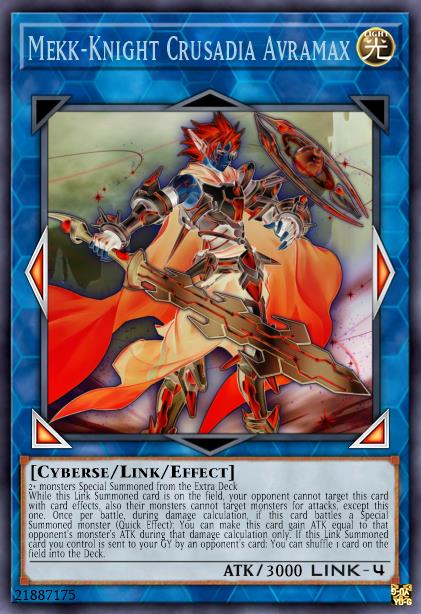 Mekk-Knight Crusadia Avramax
LIGHT
光
[Cyberse/Link/Effect]
2+ monsters Special Summoned from the Extra Deck
While this Link Summoned card is on the field, your opponent cannot target this card
with card effects, also their monsters cannot target monsters for attacks, except this
one. Once per battle, during damage calculation, if this card battles a Special
Summoned monster (Quick Effect): You can make this card gain ATK equal to that
opponent's monster's ATK during that damage calculation only. If this Link Summoned
card you control is sent to your GY by an opponent's card: You can shuffle 1 card on the
field into the Deck.
ATK/3000 LINK-4
21887175